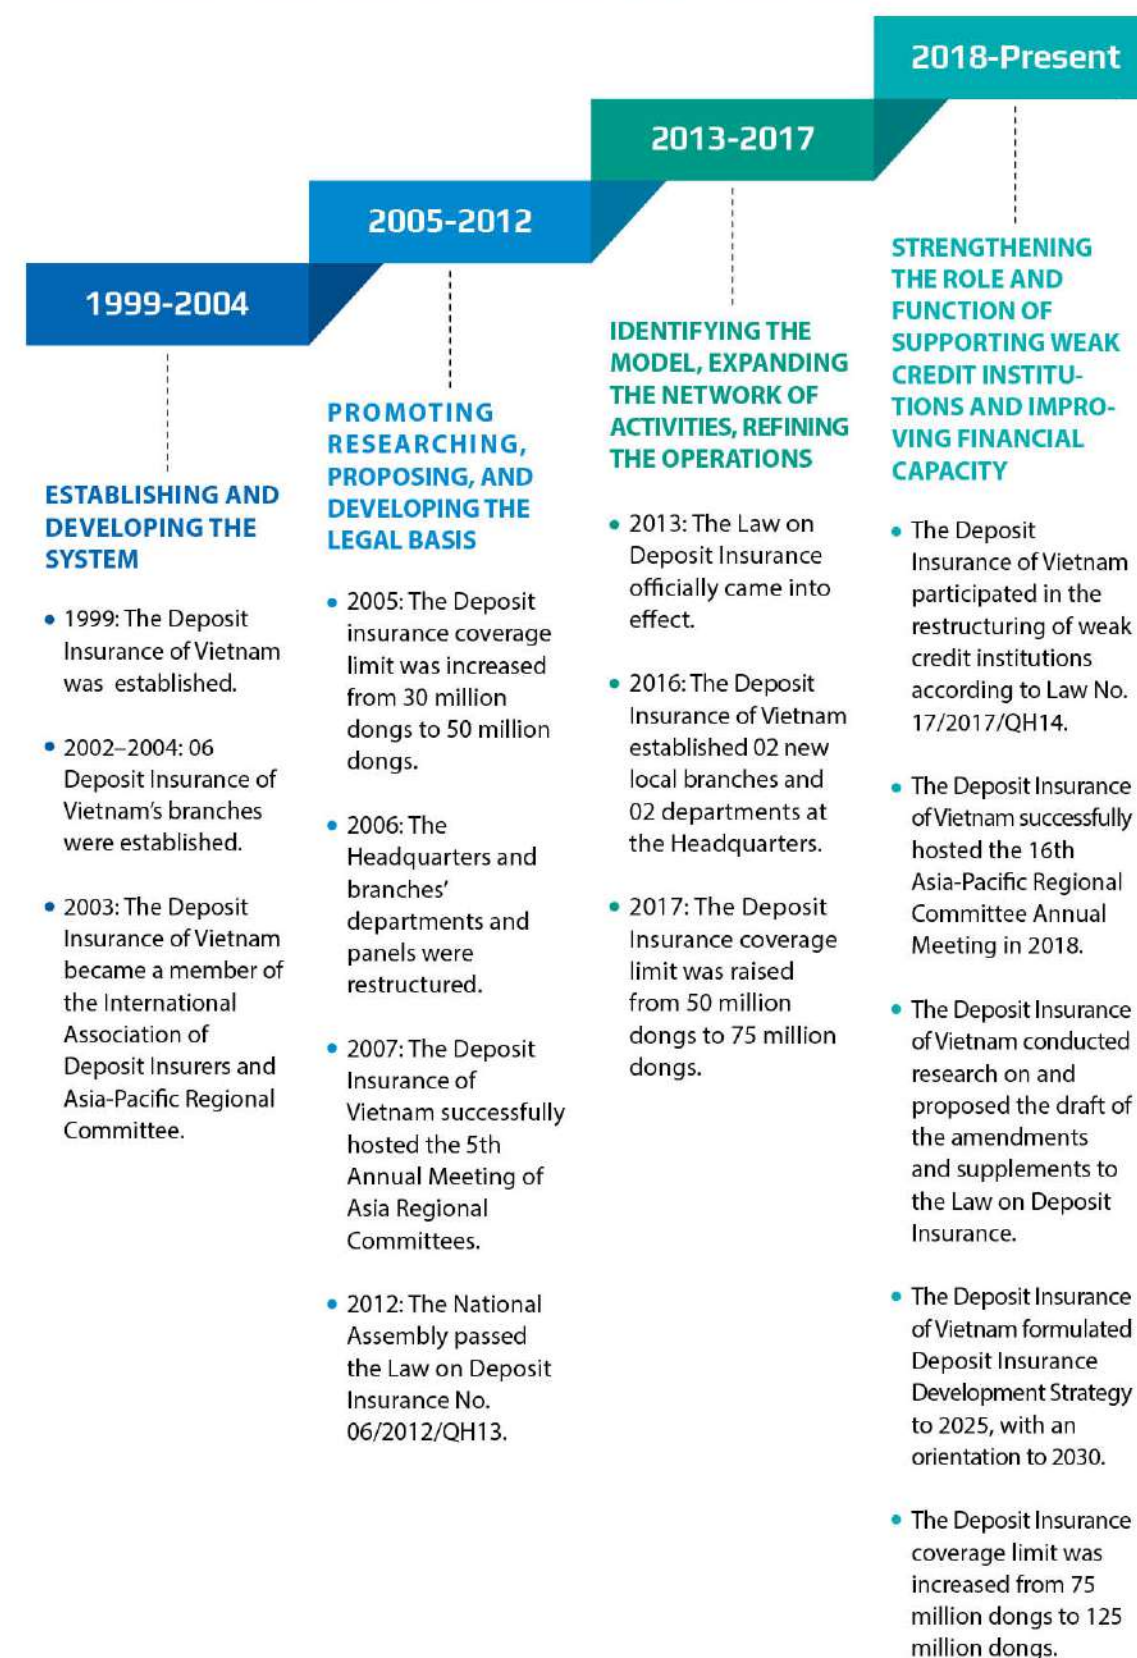 1999-2004
ESTABLISHING AND
DEVELOPING THE
SYSTEM
• 1999: The Deposit
Insurance of Vietnam
was established.
• 2002–2004: 06
Deposit Insurance of
Vietnam’s branches
were established.
• 2003: The Deposit
Insurance of Vietnam
became a member of
the International
Association of
Deposit Insurers and
Asia-Pacific Regional
Committee.
2005-2012
PROMOTING
RESEARCHING,
PROPOSING, AND
DEVELOPING THE
LEGAL BASIS
• 2005: The Deposit
insurance coverage
limit was increased
from 30 million
dongs to 50 million
dongs.
• 2006: The
Headquarters and
branches’
departments and
panels were
restructured.
• 2007: The Deposit
Insurance of
Vietnam successfully
hosted the 5th
Annual Meeting of
Asia Regional
Committees.
• 2012: The National
Assembly passed
the Law on Deposit
Insurance No.
06/2012/QH13.
2013-2017
IDENTIFYING THE
MODEL, EXPANDING
THE NETWORK OF
ACTIVITIES, REFINING
THE OPERATIONS
• 2013: The Law on
Deposit Insurance
officially came into
effect.
• 2016: The Deposit
Insurance of Vietnam
established 02 new
local branches and
02 departments at
the Headquarters.
• 2017: The Deposit
Insurance coverage
limit was raised
from 50 million
dongs to 75 million
dongs.
2018-Present
STRENGTHENING
THE ROLE AND
FUNCTION OF
SUPPORTING WEAK
CREDIT INSTITU-
TIONS AND IMPRO-
VING FINANCIAL
CAPACITY
• The Deposit
Insurance of Vietnam
participated in the
restructuring of weak
credit institutions
according to Law No.
17/2017/QH14.
• The Deposit Insurance
of Vietnam successfully
hosted the 16th
Asia-Pacific Regional
Committee Annual
Meeting in 2018.
• The Deposit Insurance
of Vietnam conducted
research on and
proposed the draft of
the amendments
and supplements to
the Law on Deposit
Insurance.
• The Deposit Insurance
of Vietnam formulated
Deposit Insurance
Development Strategy
to 2025, with an
orientation to 2030.
• The Deposit Insurance
coverage limit was
increased from 75
million dongs to 125
million dongs.